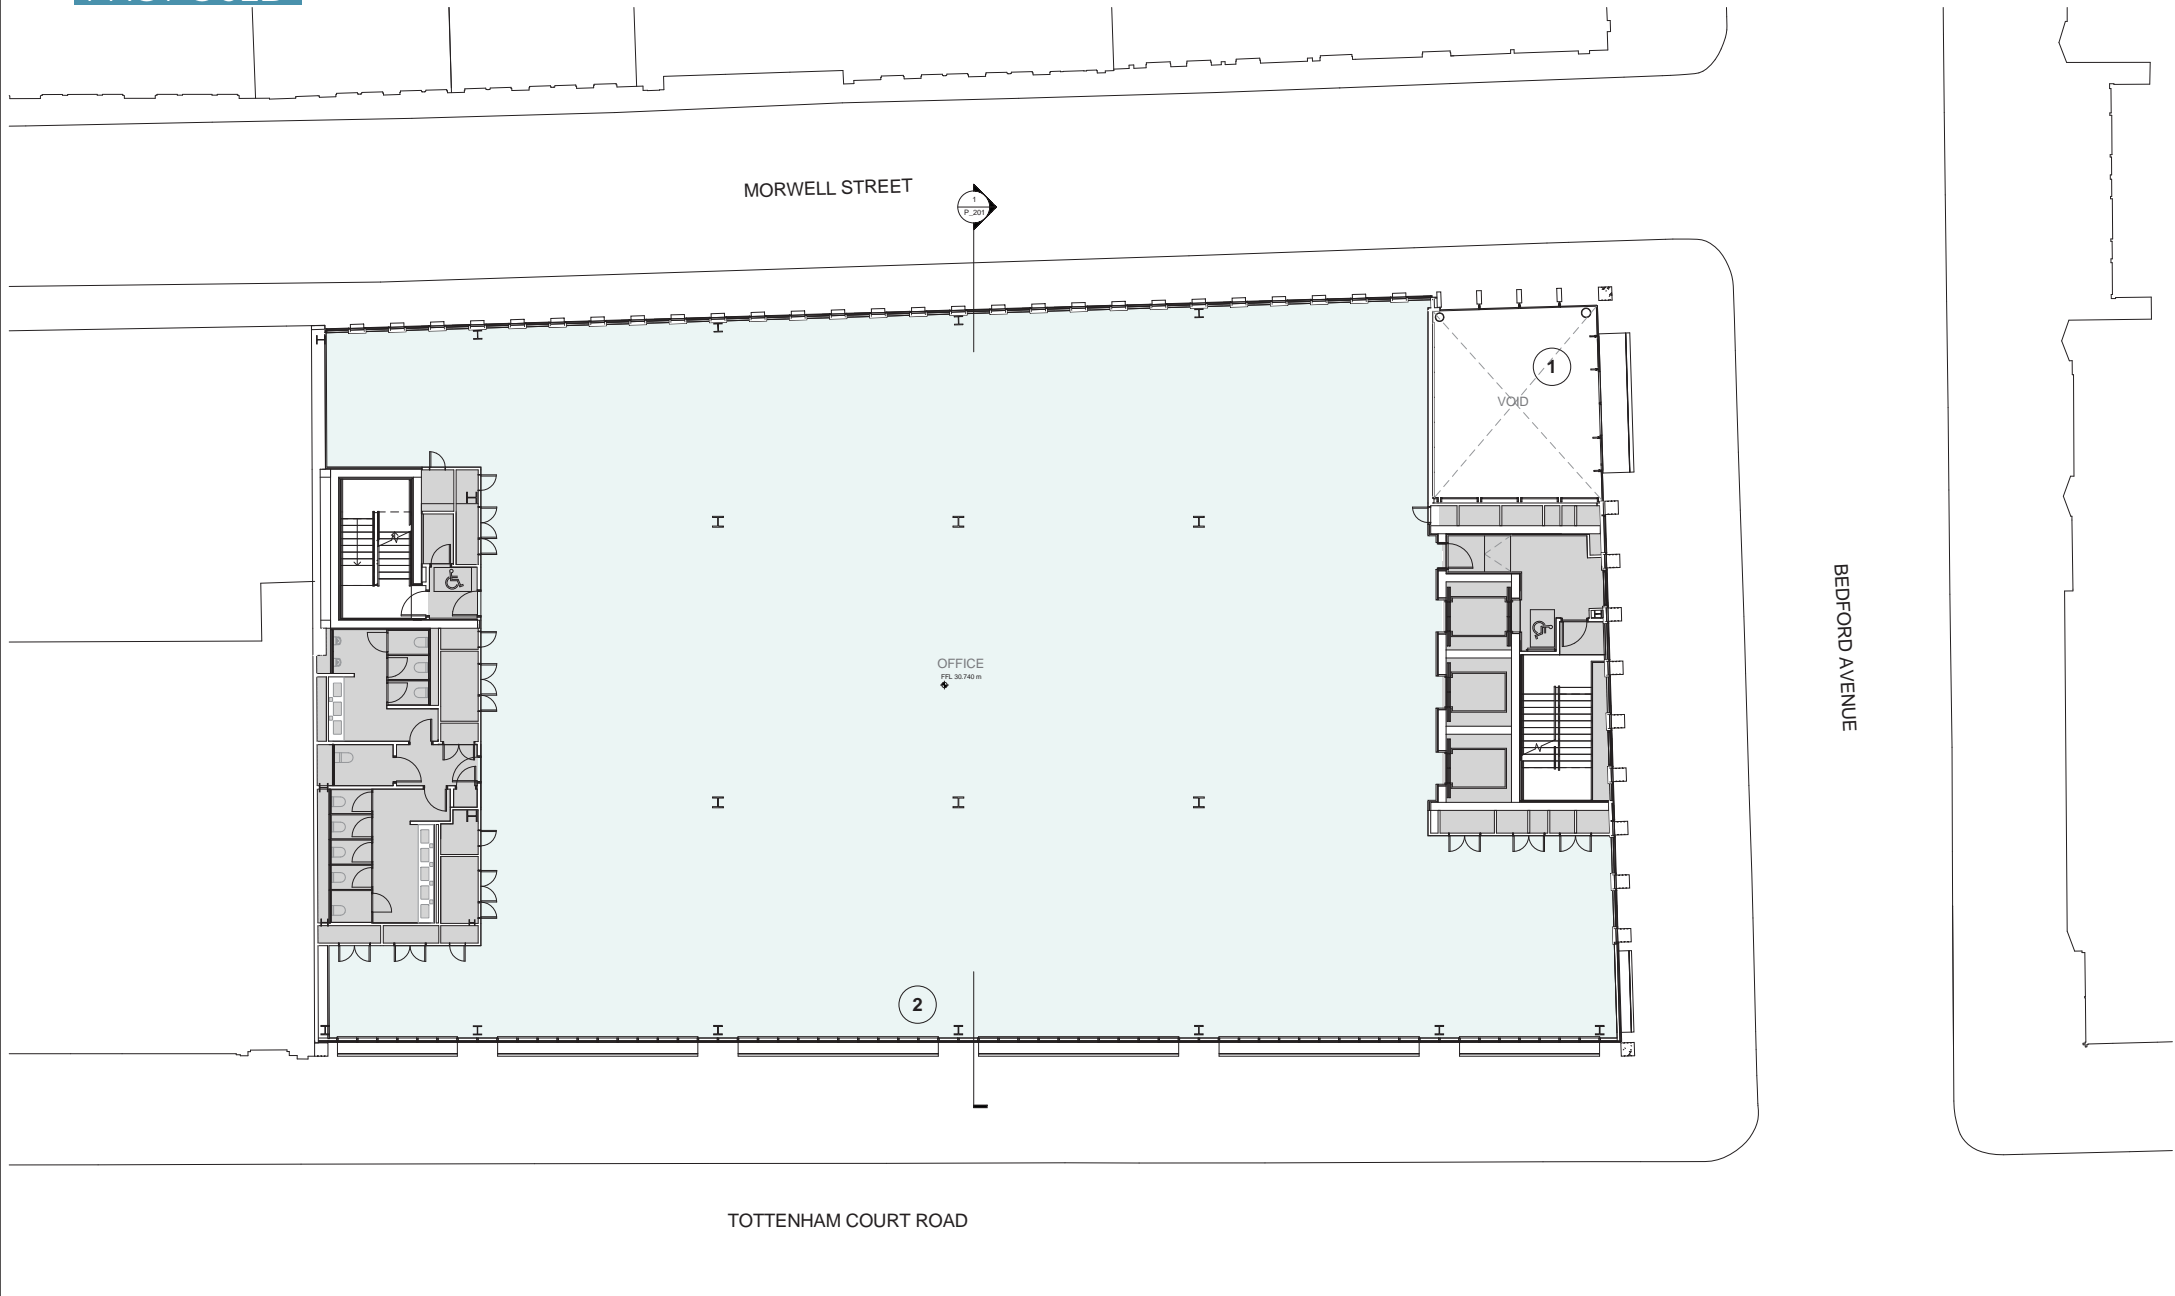 MORWELL STREET
1
P_201
1
VOID
BEDFORD AVENUE
OFFICE
FFL 30.740 m
2
TOTTENHAM COURT ROAD